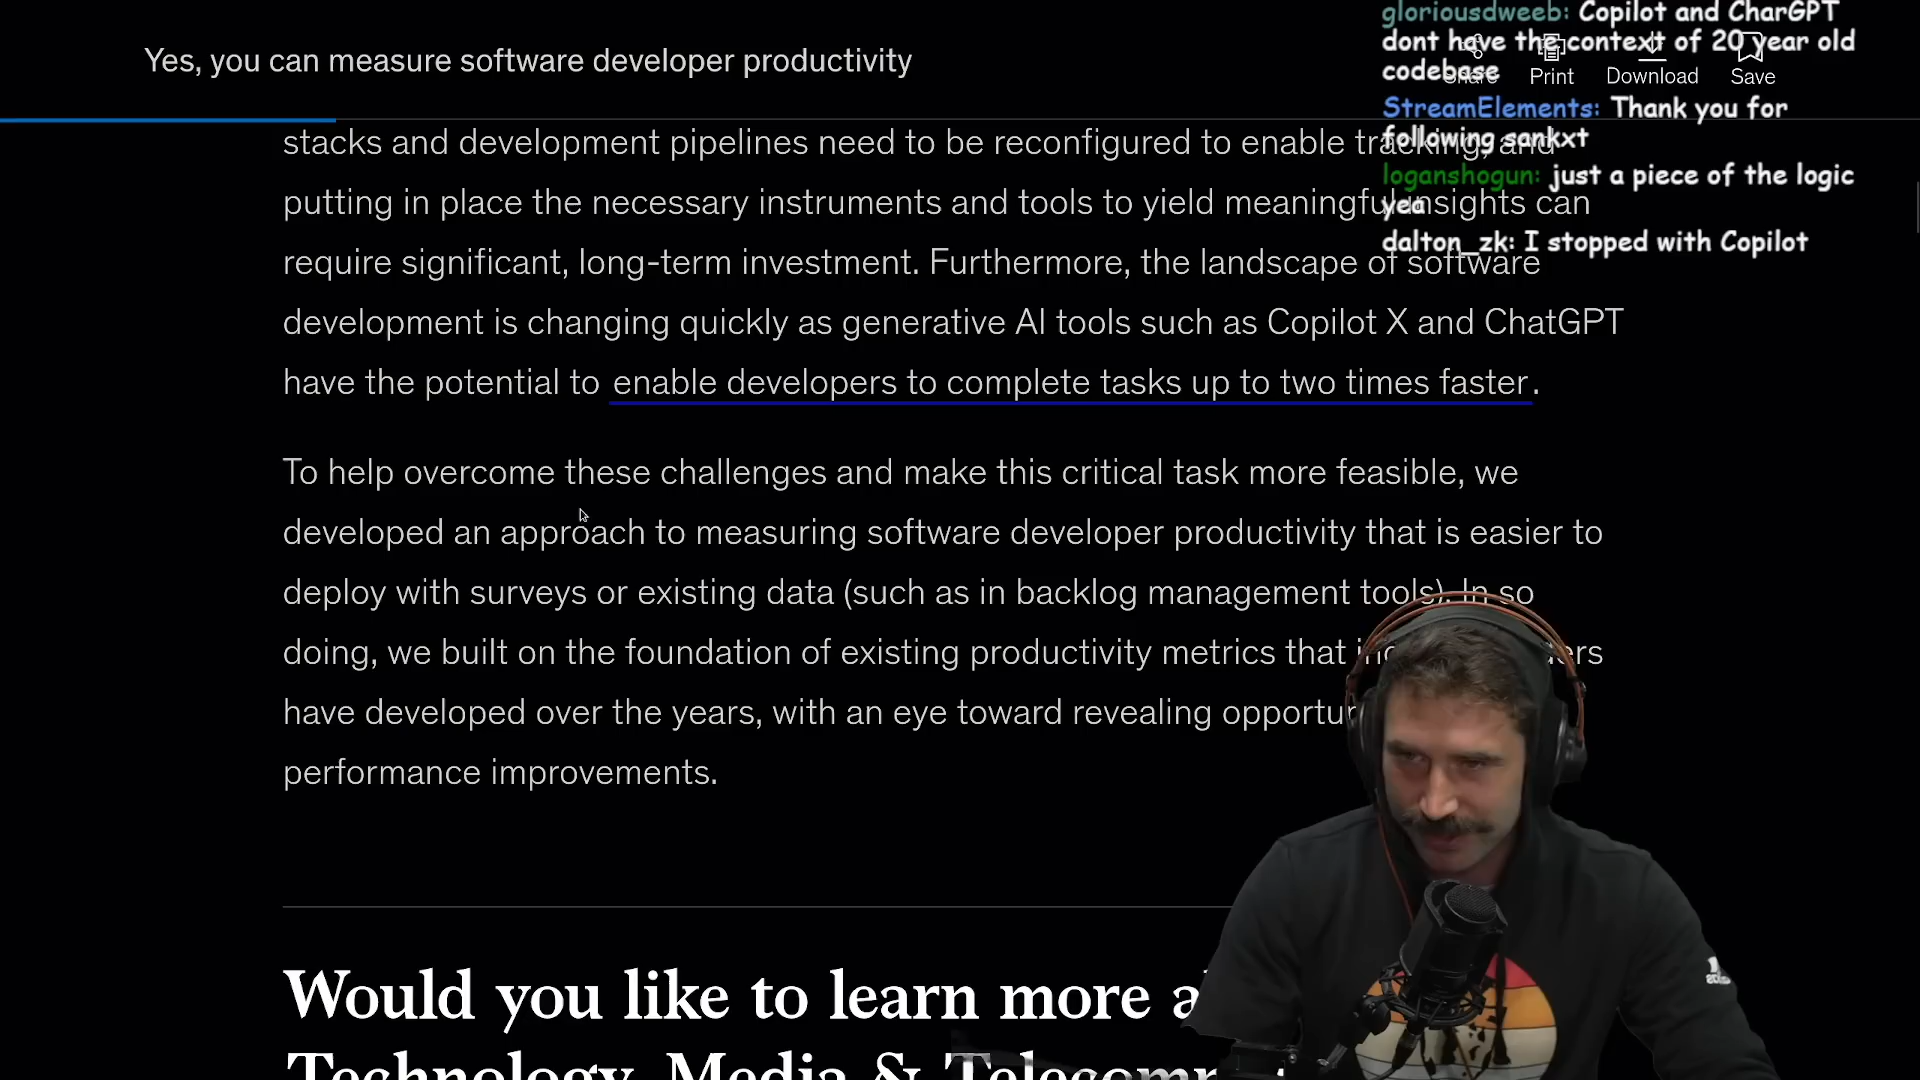 Yes, you can measure software developer productivity
Share
Print
Download
Save
gloriousdweeb: Copilot and CharGPT
dont have the context of 20 year old
codebase
StreamElements: Thank you for
following sankxt
loganshogun: just a piece of the logic
yea
dalton_zk: I stopped with Copilot
stacks and development pipelines need to be reconfigured to enable tracking, and
putting in place the necessary instruments and tools to yield meaningful insights can
require significant, long-term investment. Furthermore, the landscape of software
development is changing quickly as generative AI tools such as Copilot X and ChatGPT
have the potential to enable developers to complete tasks up to two times faster.
To help overcome these challenges and make this critical task more feasible, we
developed an approach to measuring software developer productivity that is easier to
deploy with surveys or existing data (such as in backlog management tools). In so
doing, we built on the foundation of existing productivity metrics that
have developed over the years, with an eye toward revealing
performance improvements.
Would you like to learn more
Technology, Media &